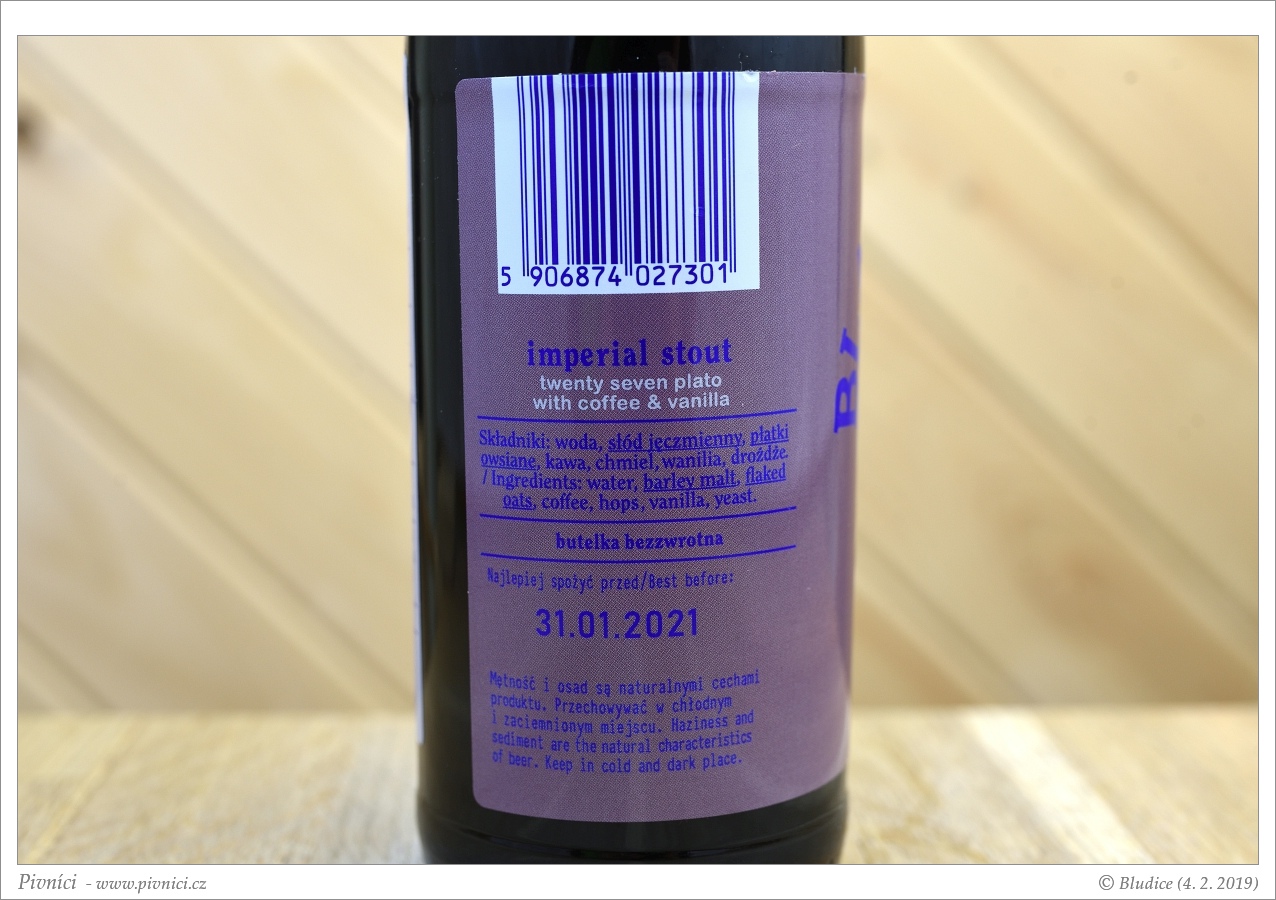 5 906874 027301
imperial stout
twenty seven plato
with coffee & vanilla
Składniki: woda, słód jęczmienny, płatki
owsiane, kawa, chmiel, wanilia, drożdże.
/ Ingredients: water, barley malt, flaked
oats, coffee, hops, vanilla, yeast.
butelka bezzwrotna
Najlepiej spożyć przed/Best before:
31.01.2021
Mętność i osad są naturalnymi cechami
produktu. Przechowywać w chłodnym
i zaciemnionym miejscu. Haziness and
sediment are the natural characteristics
of beer. Keep in cold and dark place.
Pivníci - www.pivnici.cz
© Bludice (4. 2. 2019)